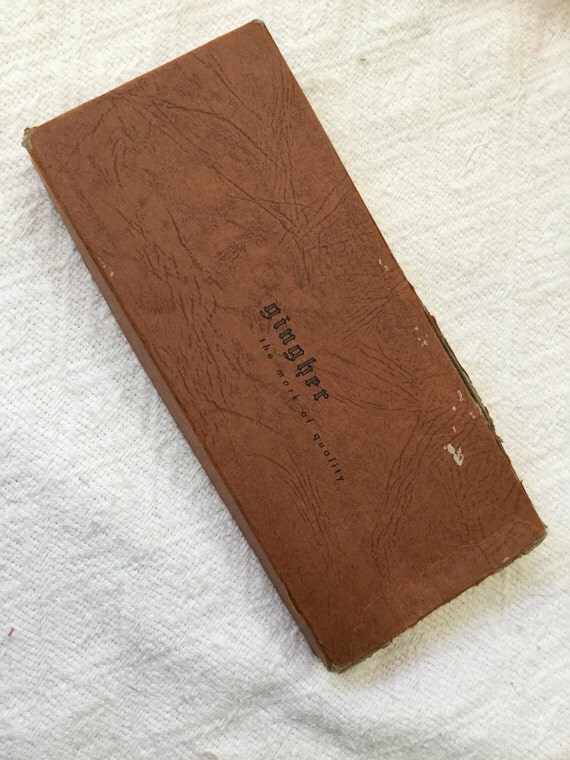 gingher
the mark of quality